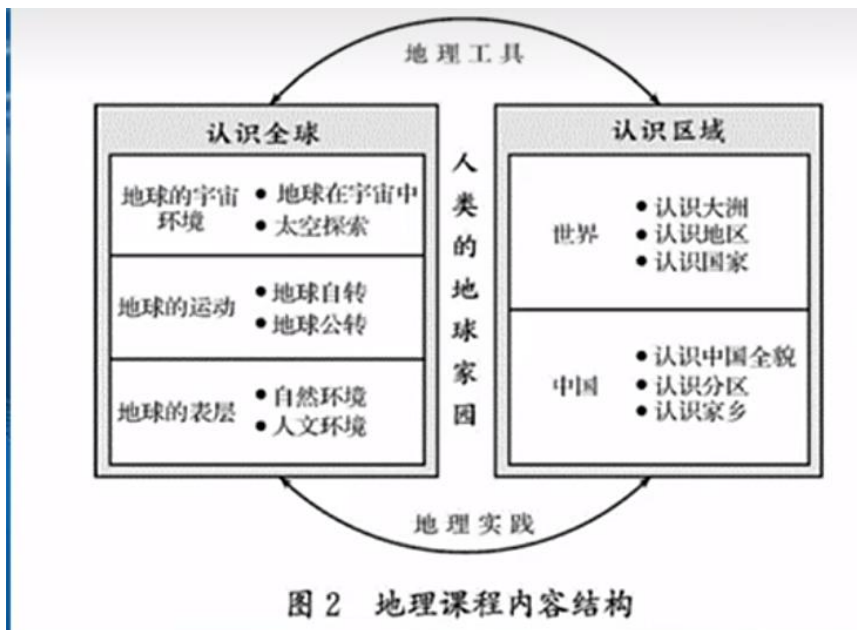 地理工具
认识全球
地球的宇宙
环境
● 地球在宇宙中
● 太空探索
地球的运动
● 地球自转
● 地球公转
地球的表层
● 自然环境
● 人文环境
人类的地球家园
认识区域
世界
● 认识大洲
● 认识地区
● 认识国家
中国
● 认识中国全貌
● 认识分区
● 认识家乡
地理实践
图 2 地理课程内容结构